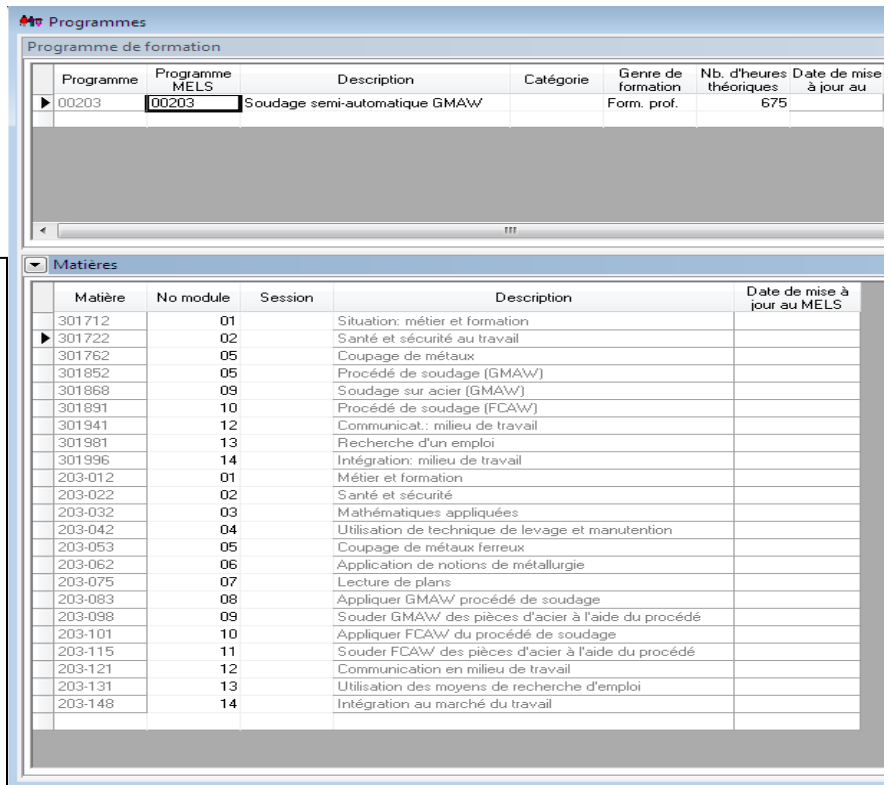 Programmes
Programme de formation
Programme Programme MELS Description Catégorie Genre de formation Nb. d'heures théoriques Date de mise à jour au
00203 00203 Soudage semi-automatique GMAW Form. prof. 675
Matières
Matière No module Session Description Date de mise à jour au MELS
301712 01 Situation: métier et formation
301722 02 Santé et sécurité au travail
301762 05 Coupage de métaux
301852 05 Procédé de soudage (GMAW)
301868 09 Soudage sur acier (GMAW)
301891 10 Procédé de soudage (FCAW)
301941 12 Communicat.: milieu de travail
301981 13 Recherche d'un emploi
301996 14 Intégration: milieu de travail
203-012 01 Métier et formation
203-022 02 Santé et sécurité
203-032 03 Mathématiques appliquées
203-042 04 Utilisation de technique de levage et manutention
203-053 05 Coupage de métaux ferreux
203-062 06 Application de notions de métallurgie
203-075 07 Lecture de plans
203-083 08 Appliquer GMAW procédé de soudage
203-098 09 Souder GMAW des pièces d'acier à l'aide du procédé
203-101 10 Appliquer FCAW du procédé de soudage
203-115 11 Souder FCAW des pièces d'acier à l'aide du procédé
203-121 12 Communication en milieu de travail
203-131 13 Utilisation des moyens de recherche d'emploi
203-148 14 Intégration au marché du travail